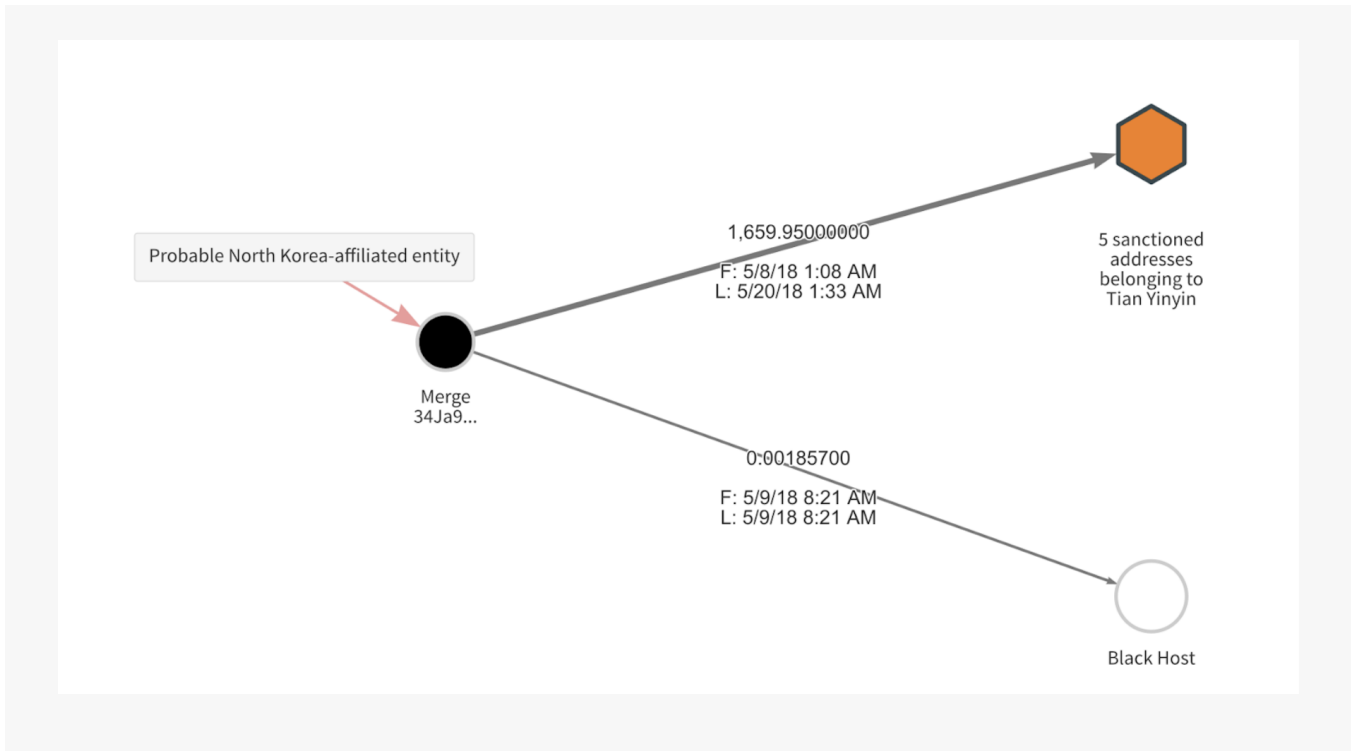 1,659.95000000
F: 5/8/18 1:08 AM
L: 5/20/18 1:33 AM
5 sanctioned
addresses
belonging to
Tian Yinyin
Probable North Korea-affiliated entity
Merge
34Ja9...
0.00185700
F: 5/9/18 8:21 AM
L: 5/9/18 8:21 AM
Black Host